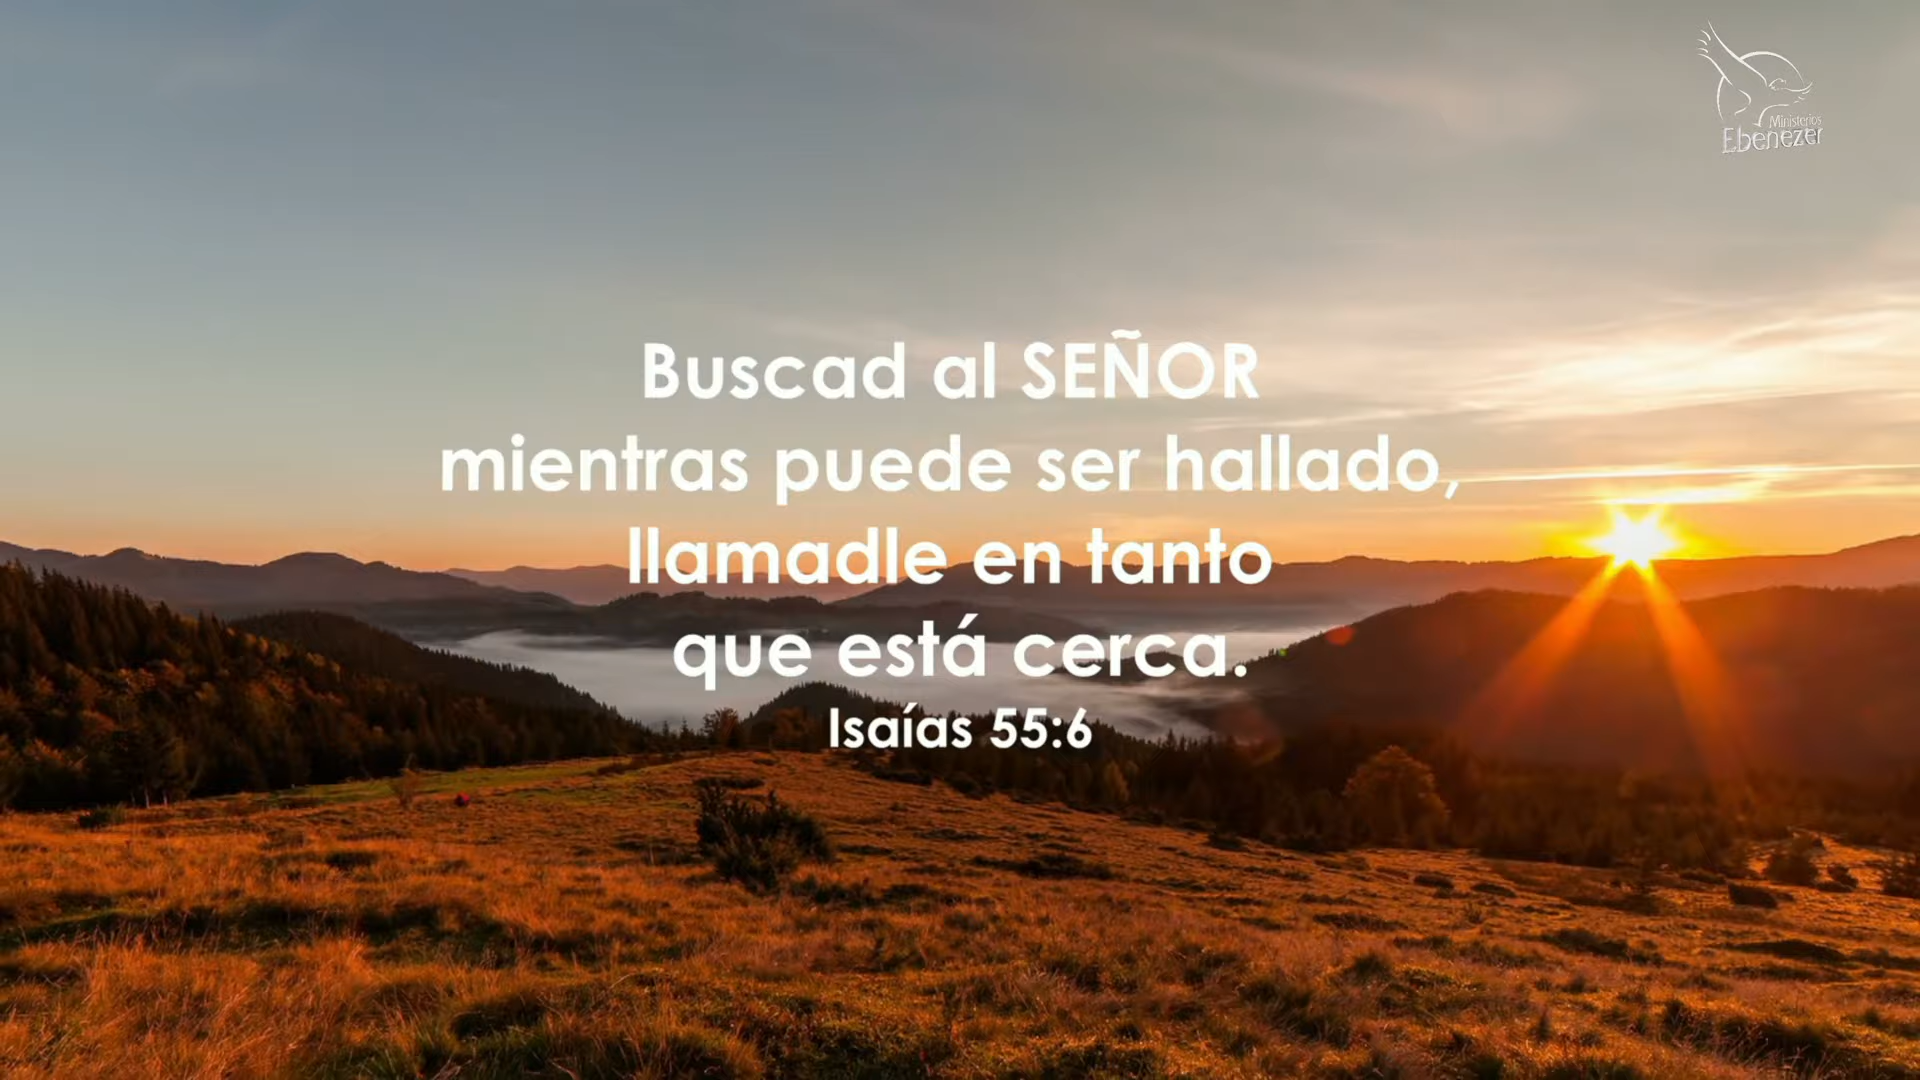 Ministerios
Ebenezer
Buscad al SEÑOR
mientras puede ser hallado,
llamadle en tanto
que está cerca.
Isaías 55:6